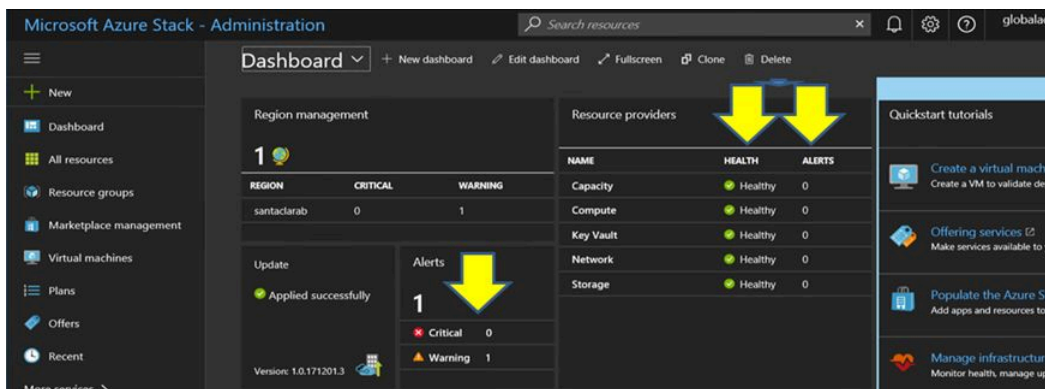 Microsoft Azure Stack - Administration
Search resources
globala
Dashboard
+ New dashboard
Edit dashboard
Fullscreen
Clone
Delete
New
Dashboard
All resources
Resource groups
Marketplace management
Virtual machines
Plans
Offers
Recent
More services >
Region management
1
REGION CRITICAL WARNING
santaclarab 0 1
Update
Applied successfully
Version: 1.0.171201.3
Alerts
1
Critical 0
Warning 1
Resource providers
NAME HEALTH ALERTS
Capacity Healthy 0
Compute Healthy 0
Key Vault Healthy 0
Network Healthy 0
Storage Healthy 0
Quickstart tutorials
Create a virtual mach
Create a VM to validate de
Offering services
Make services available to
Populate the Azure S
Add apps and resources to
Manage infrastructur
Monitor health, manage up